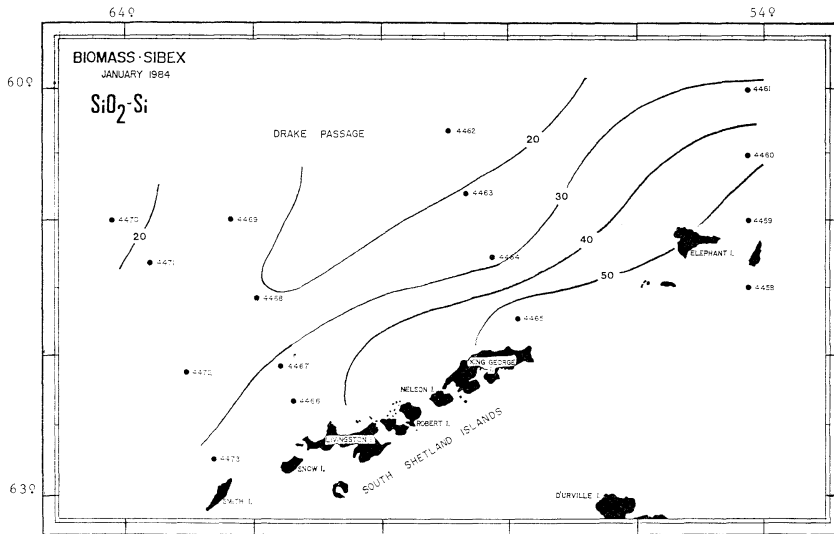 64º
54º
60º
BIOMASS·SIBEX
JANUARY 1984
SiO2-Si
DRAKE PASSAGE
4461
4462
20
4460
4463
30
4470
4469
4459
20
40
4471
4464
ELEPHANT I.
50
4458
4468
4465
KING GEORGE
4467
4472
NELSON I.
4466
ROBERT I.
LIVINGSTON I.
SOUTH SHETLAND ISLANDS
4473
SNOW I.
SMITH I.
D'URVILLE I.
63º